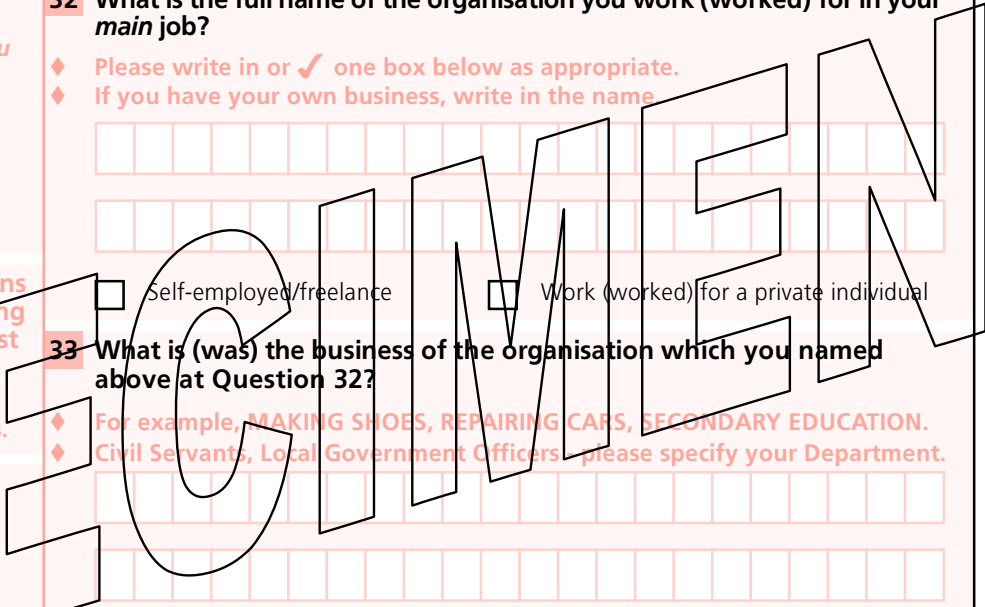 u
ns
ng
st
s.
32 What is the full name of the organisation you work (worked) for in your
main job?
♦ Please write in or ✓ one box below as appropriate.
♦ If you have your own business, write in the name.
Self-employed/freelance Work (worked) for a private individual
33 What is (was) the business of the organisation which you named
above at Question 32?
♦ For example, MAKING SHOES, REPAIRING CARS, SECONDARY EDUCATION.
♦ Civil Servants, Local Government Officers - please specify your Department.
ECIMEN